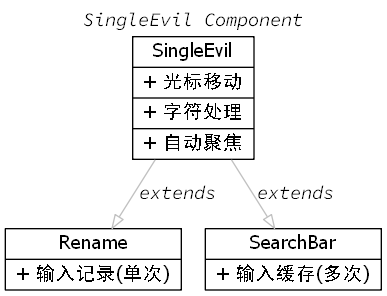 SingleEvil Component
SingleEvil
+ 光标移动
+ 字符处理
+ 自动聚焦
extends extends
Rename SearchBar
+ 输入记录(单次) + 输入缓存(多次)